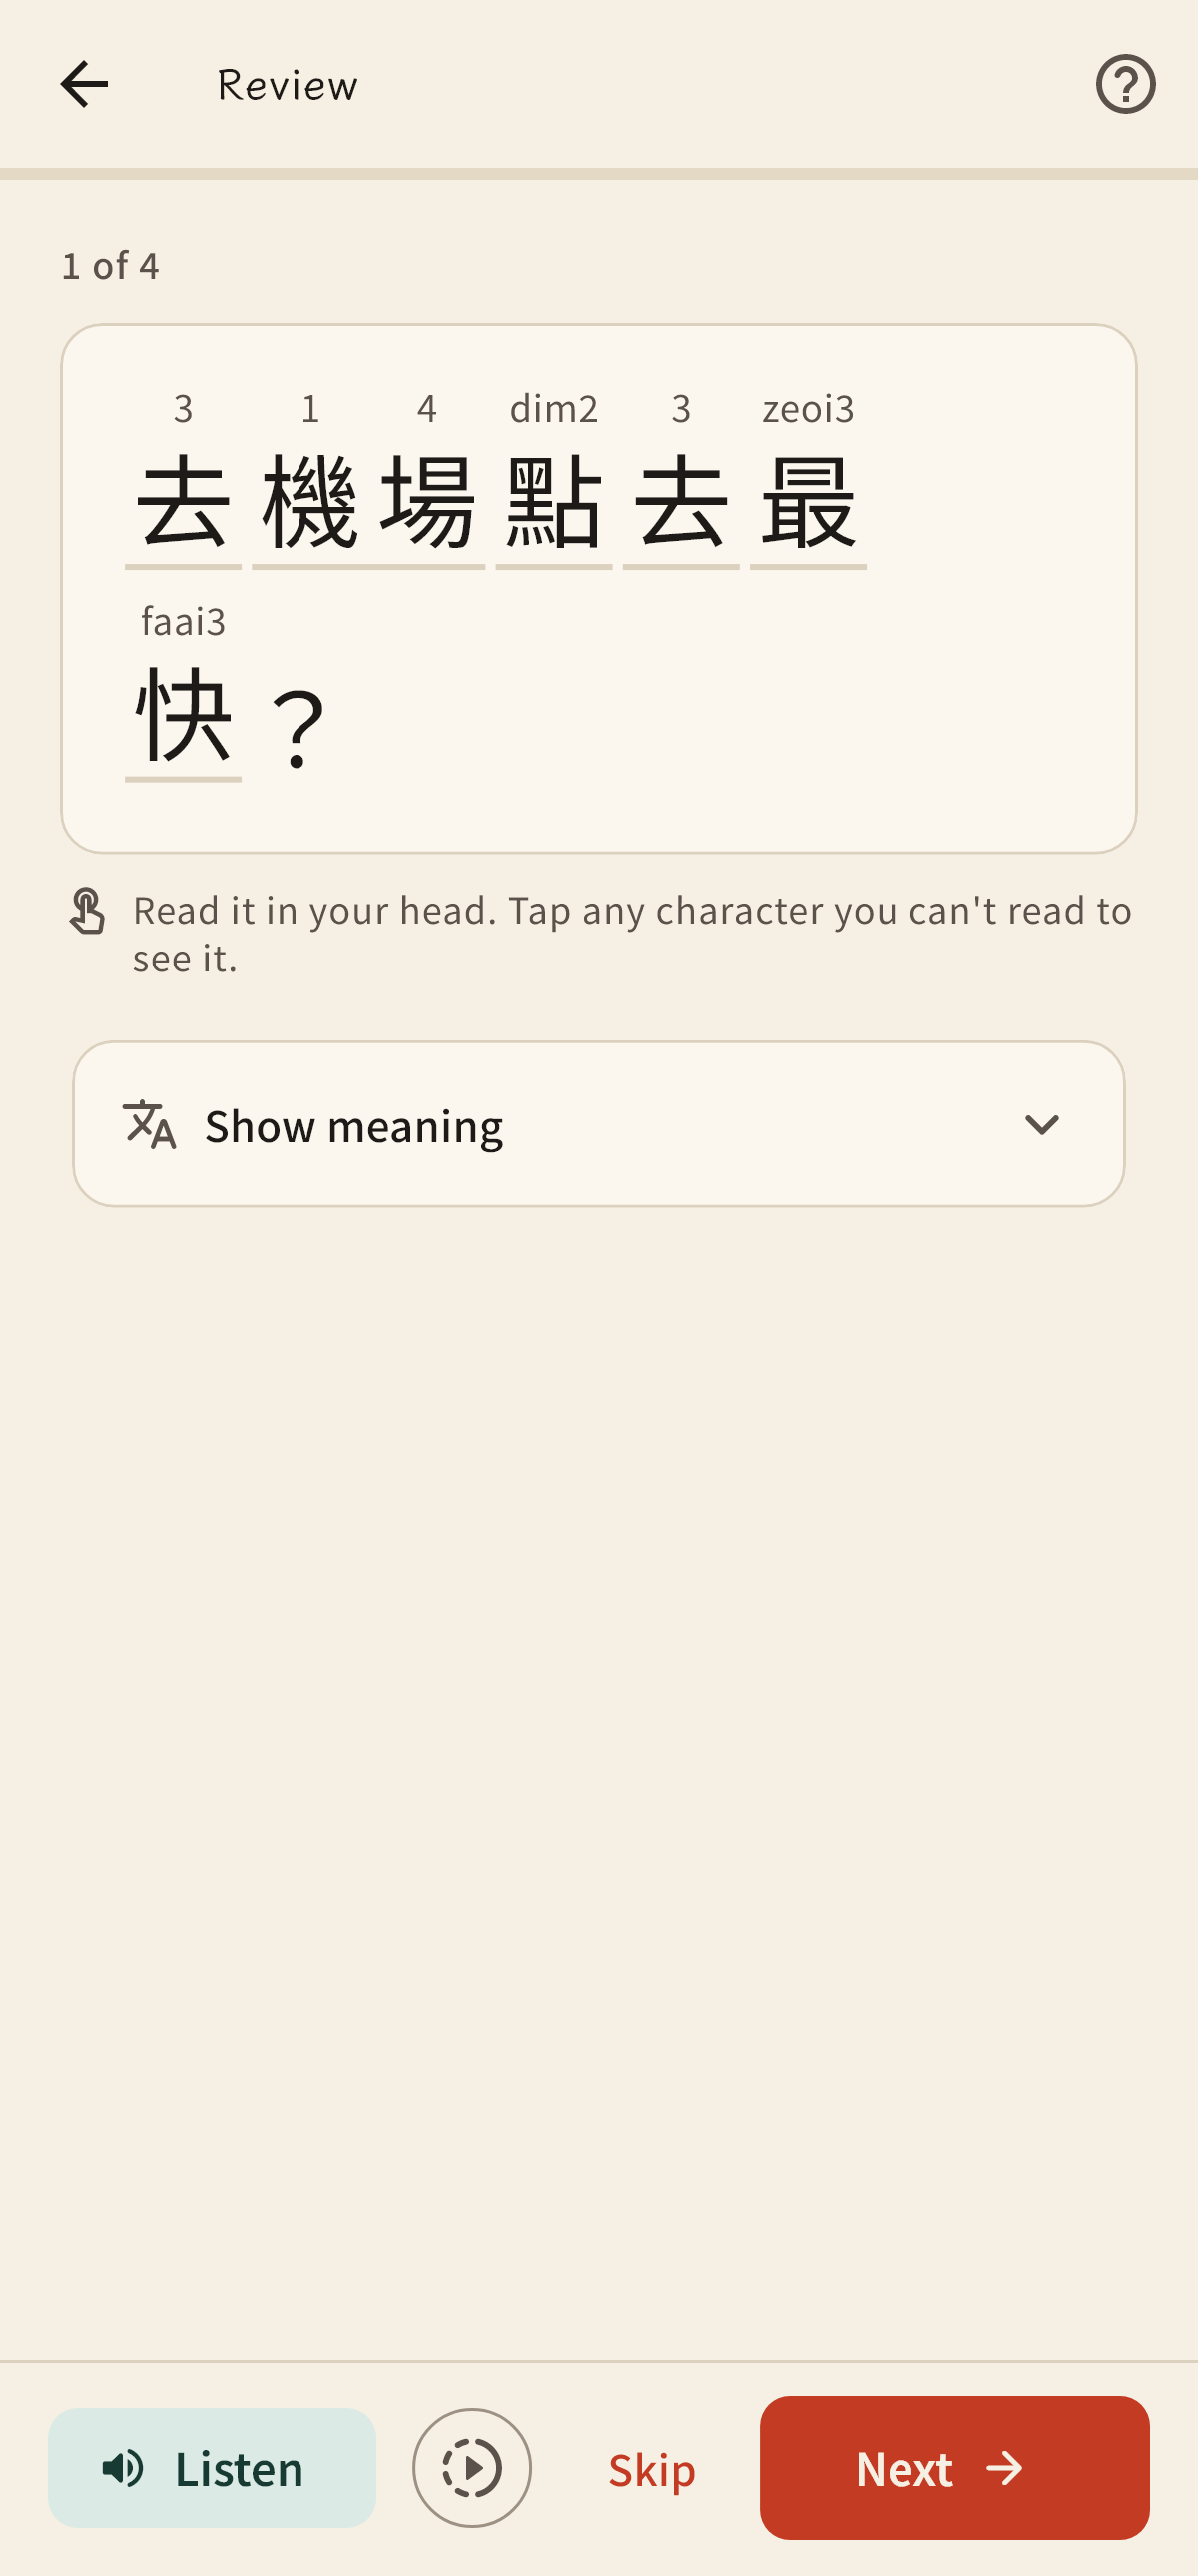 Review
1 of 4
3 1 4 dim2 3 zeoi3
去機場點去最
faai3
快？
Read it in your head. Tap any character you can't read to
see it.
Show meaning
Listen Skip Next